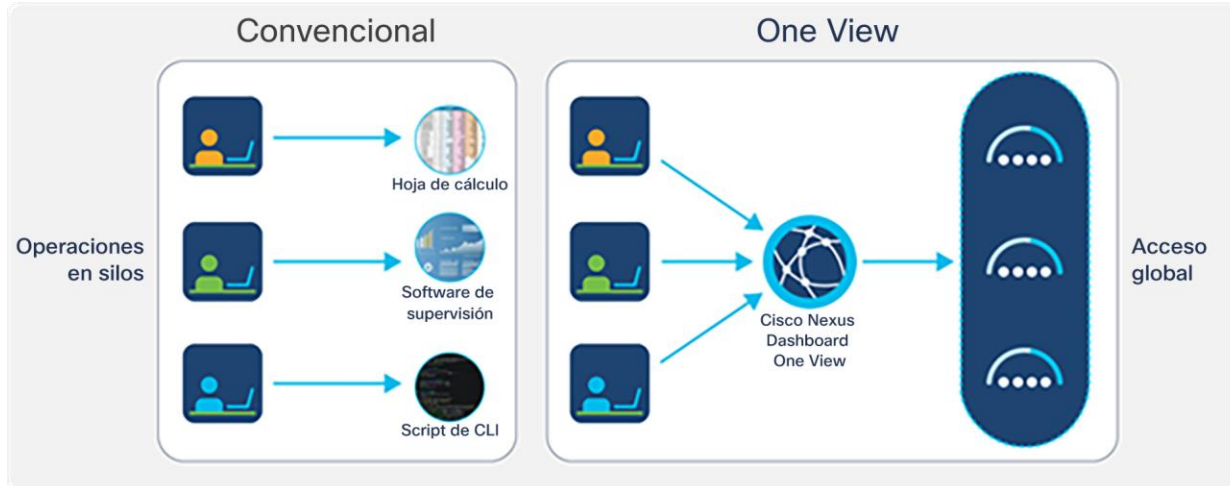 Convencional
One View
Operaciones
en silos
Hoja de cálculo
Software de
supervisión
Script de CLI
Cisco Nexus
Dashboard
One View
Acceso
global